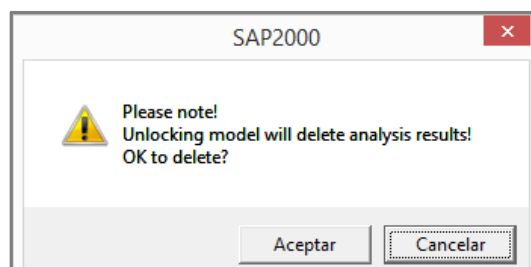 SAP2000
Please note!
Unlocking model will delete analysis results!
OK to delete?
Aceptar
Cancelar